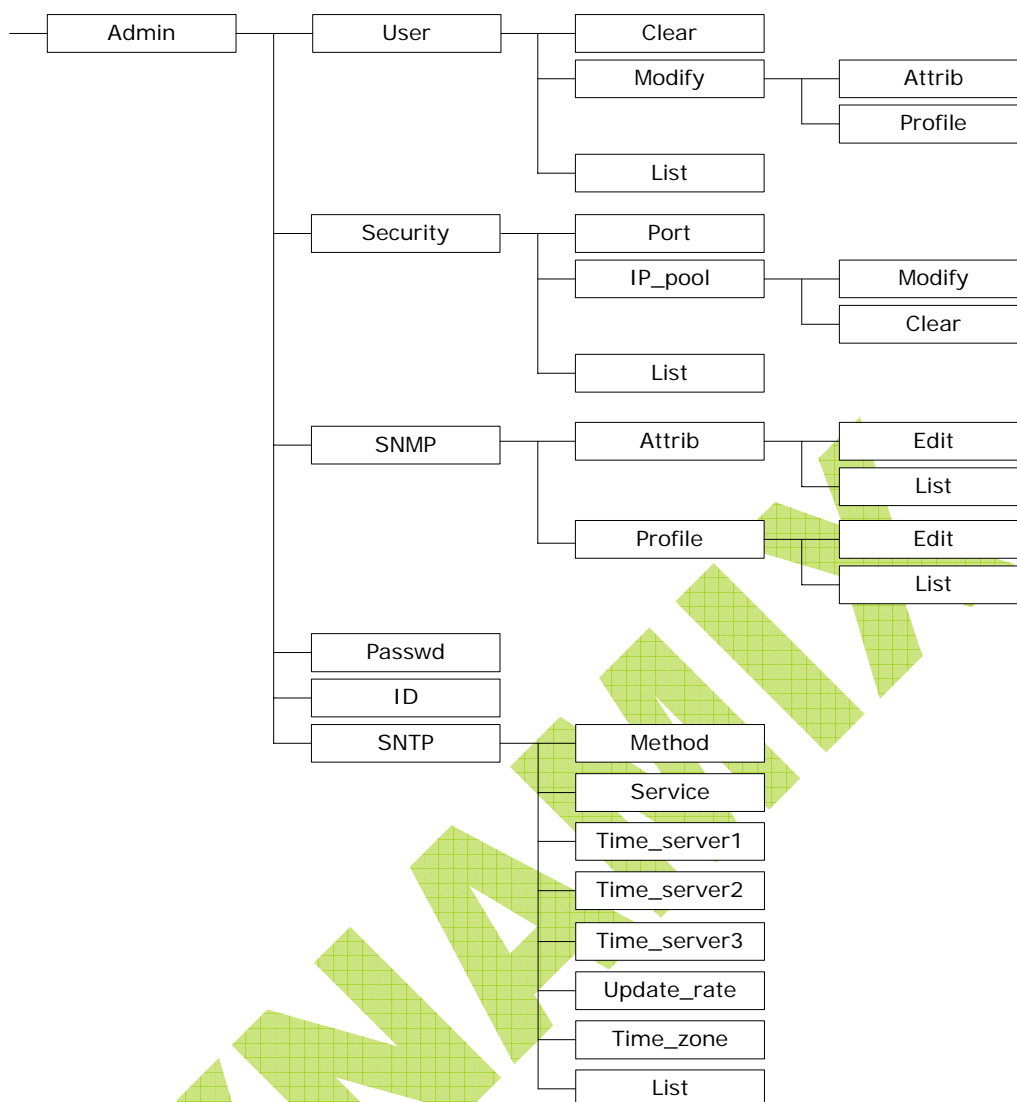 Admin
User
Clear
Modify
Attrib
Profile
List
Security
Port
IP_pool
Modify
Clear
List
SNMP
Attrib
Edit
List
Profile
Edit
List
Passwd
ID
SNTP
Method
Service
Time_server1
Time_server2
Time_server3
Update_rate
Time_zone
List